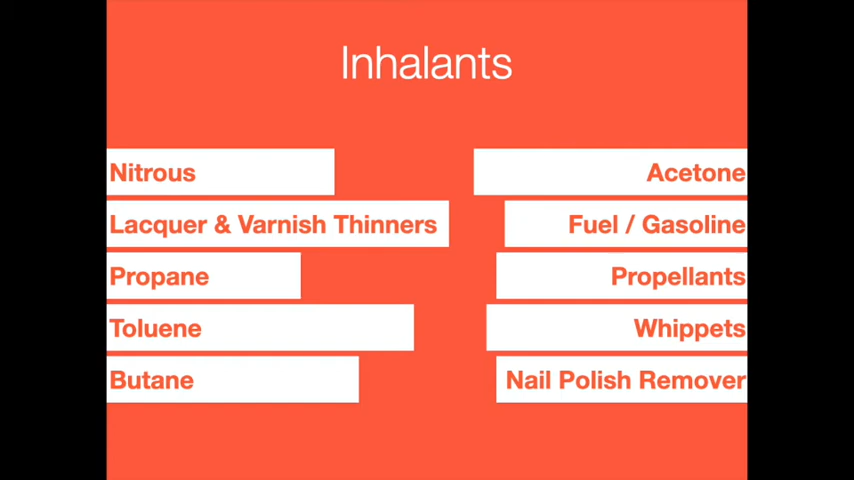 Inhalants
Nitrous
Lacquer & Varnish Thinners
Propane
Toluene
Butane
Acetone
Fuel / Gasoline
Propellants
Whippets
Nail Polish Remover